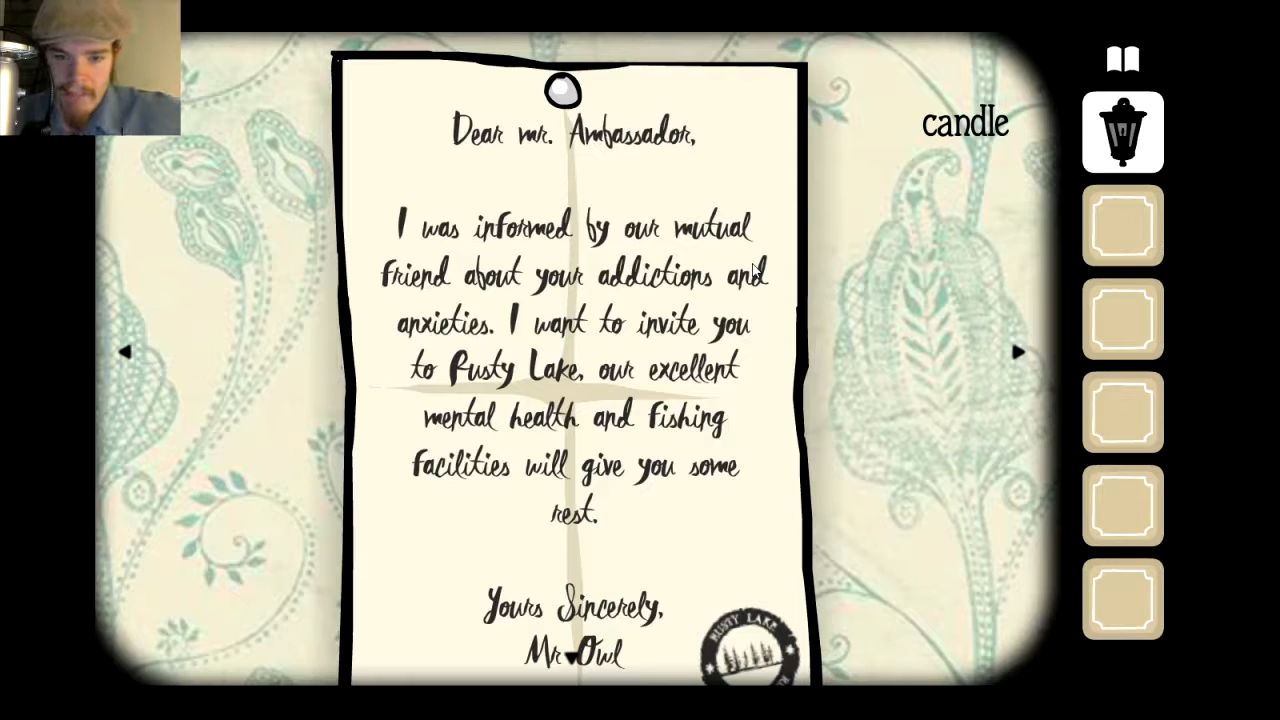 Dear mr. Ambassador,
candle
I was informed by our mutual
friend about your addictions and
anxieties. I want to invite you
to Rusty Lake, our excellent
mental health and fishing
facilities will give you some
rest.
Yours Sincerely,
Mr Owl
RUSTY LAKE